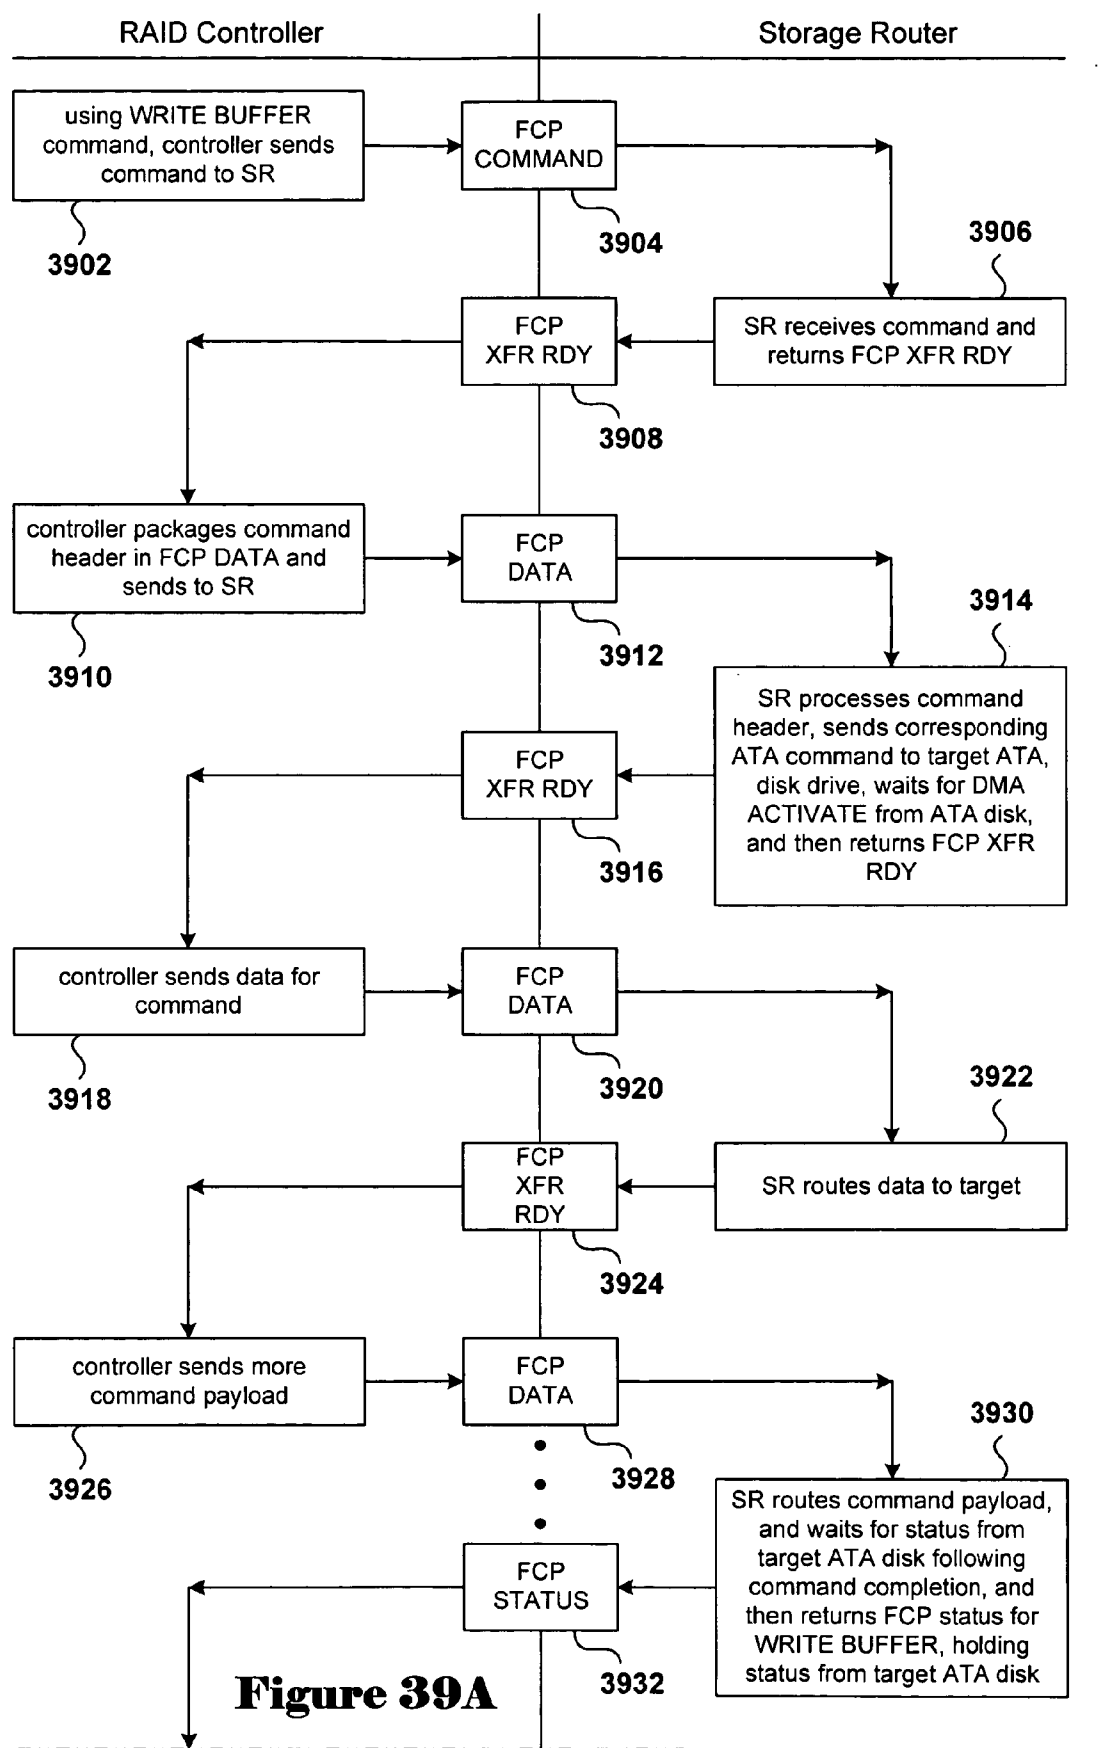 RAID Controller
Storage Router
using WRITE BUFFER
command, controller sends
command to SR
3902
FCP
COMMAND
3904
3906
SR receives command and
returns FCP XFR RDY
FCP
XFR RDY
3908
controller packages command
header in FCP DATA and
sends to SR
3910
FCP
DATA
3912
3914
SR processes command
header, sends corresponding
ATA command to target ATA,
disk drive, waits for DMA
ACTIVATE from ATA disk,
and then returns FCP XFR
RDY
FCP
XFR RDY
3916
controller sends data for
command
3918
FCP
DATA
3920
3922
SR routes data to target
FCP
XFR
RDY
3924
controller sends more
command payload
3926
FCP
DATA
3928
3930
SR routes command payload,
and waits for status from
target ATA disk following
command completion, and
then returns FCP status for
WRITE BUFFER, holding
status from target ATA disk
FCP
STATUS
3932
Figure 39A